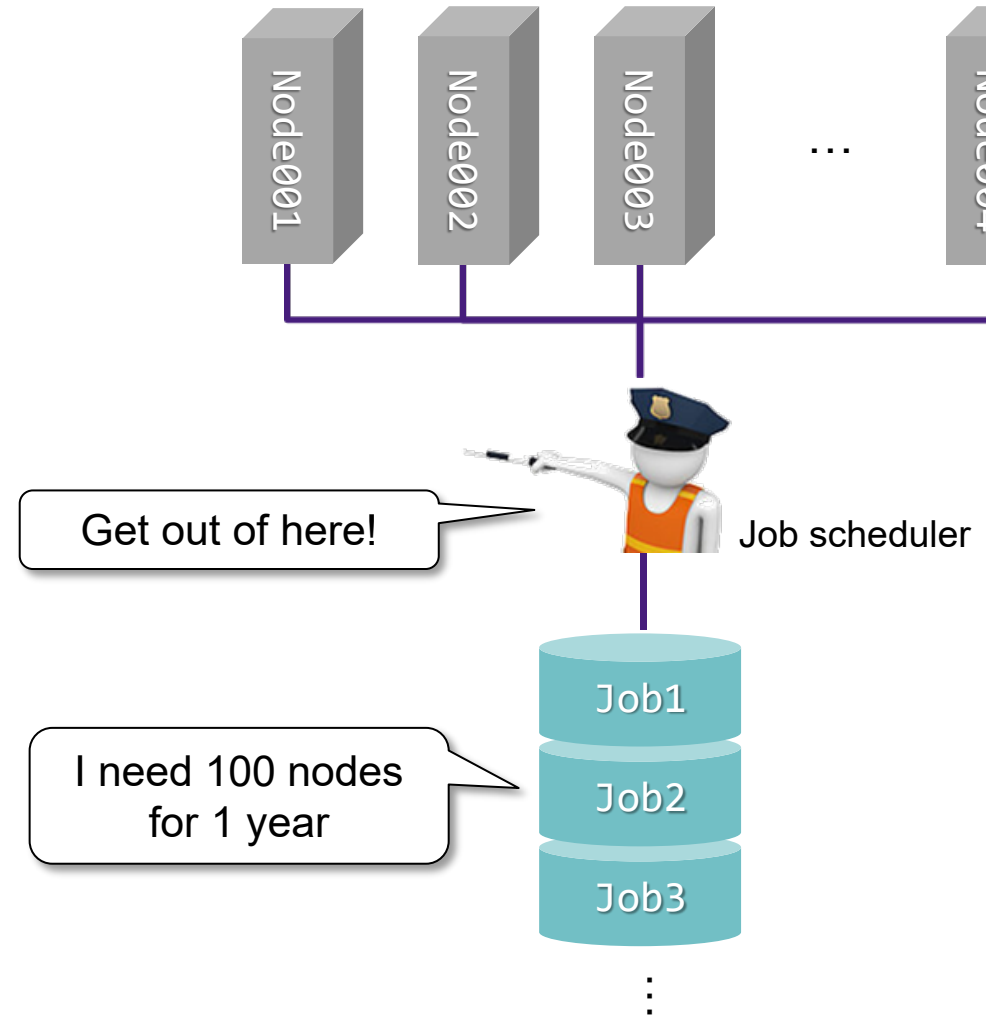 Node001
Node002
Node003
...
Get out of here!
Job scheduler
Job1
I need 100 nodes
for 1 year
Job2
Job3
⋮